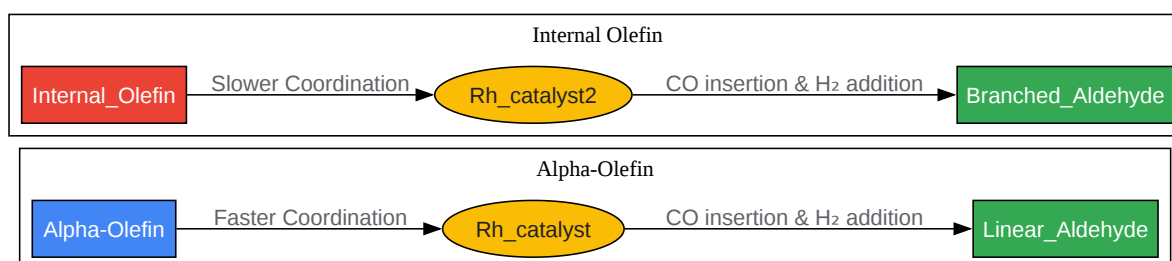 Internal Olefin
Internal_Olefin
Slower Coordination
Rh_catalyst2
CO insertion & H₂ addition
Branched_Aldehyde
Alpha-Olefin
Alpha-Olefin
Faster Coordination
Rh_catalyst
CO insertion & H₂ addition
Linear_Aldehyde